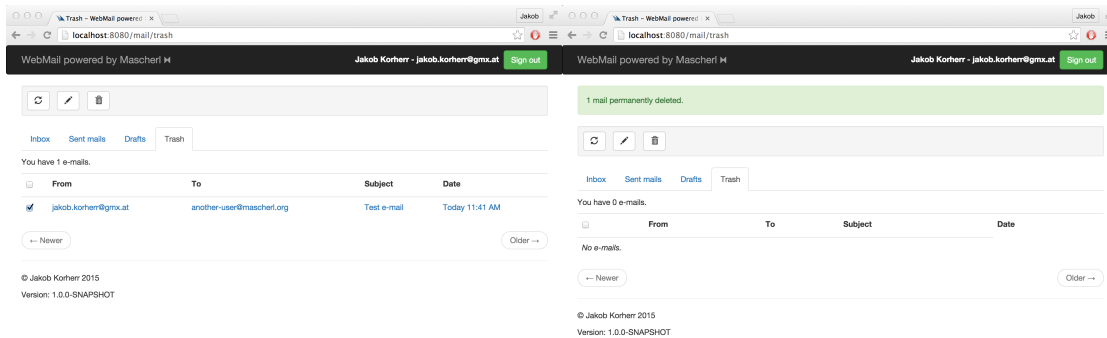 Trash - WebMail powered
Jakob
localhost:8080/mail/trash
WebMail powered by Mascherl
Jakob Korherr - jakob.korherr@gmx.at
Sign out
Inbox Sent mails Drafts Trash
You have 1 e-mails.
From To Subject Date
jakob.korherr@gmx.at another-user@mascherl.org Test e-mail Today 11:41 AM
← Newer
Older →
© Jakob Korherr 2015
Version: 1.0.0-SNAPSHOT
Trash - WebMail powered
Jakob
localhost:8080/mail/trash
WebMail powered by Mascherl
Jakob Korherr - jakob.korherr@gmx.at
Sign out
1 mail permanently deleted.
Inbox Sent mails Drafts Trash
You have 0 e-mails.
From To Subject Date
No e-mails.
← Newer
Older →
© Jakob Korherr 2015
Version: 1.0.0-SNAPSHOT